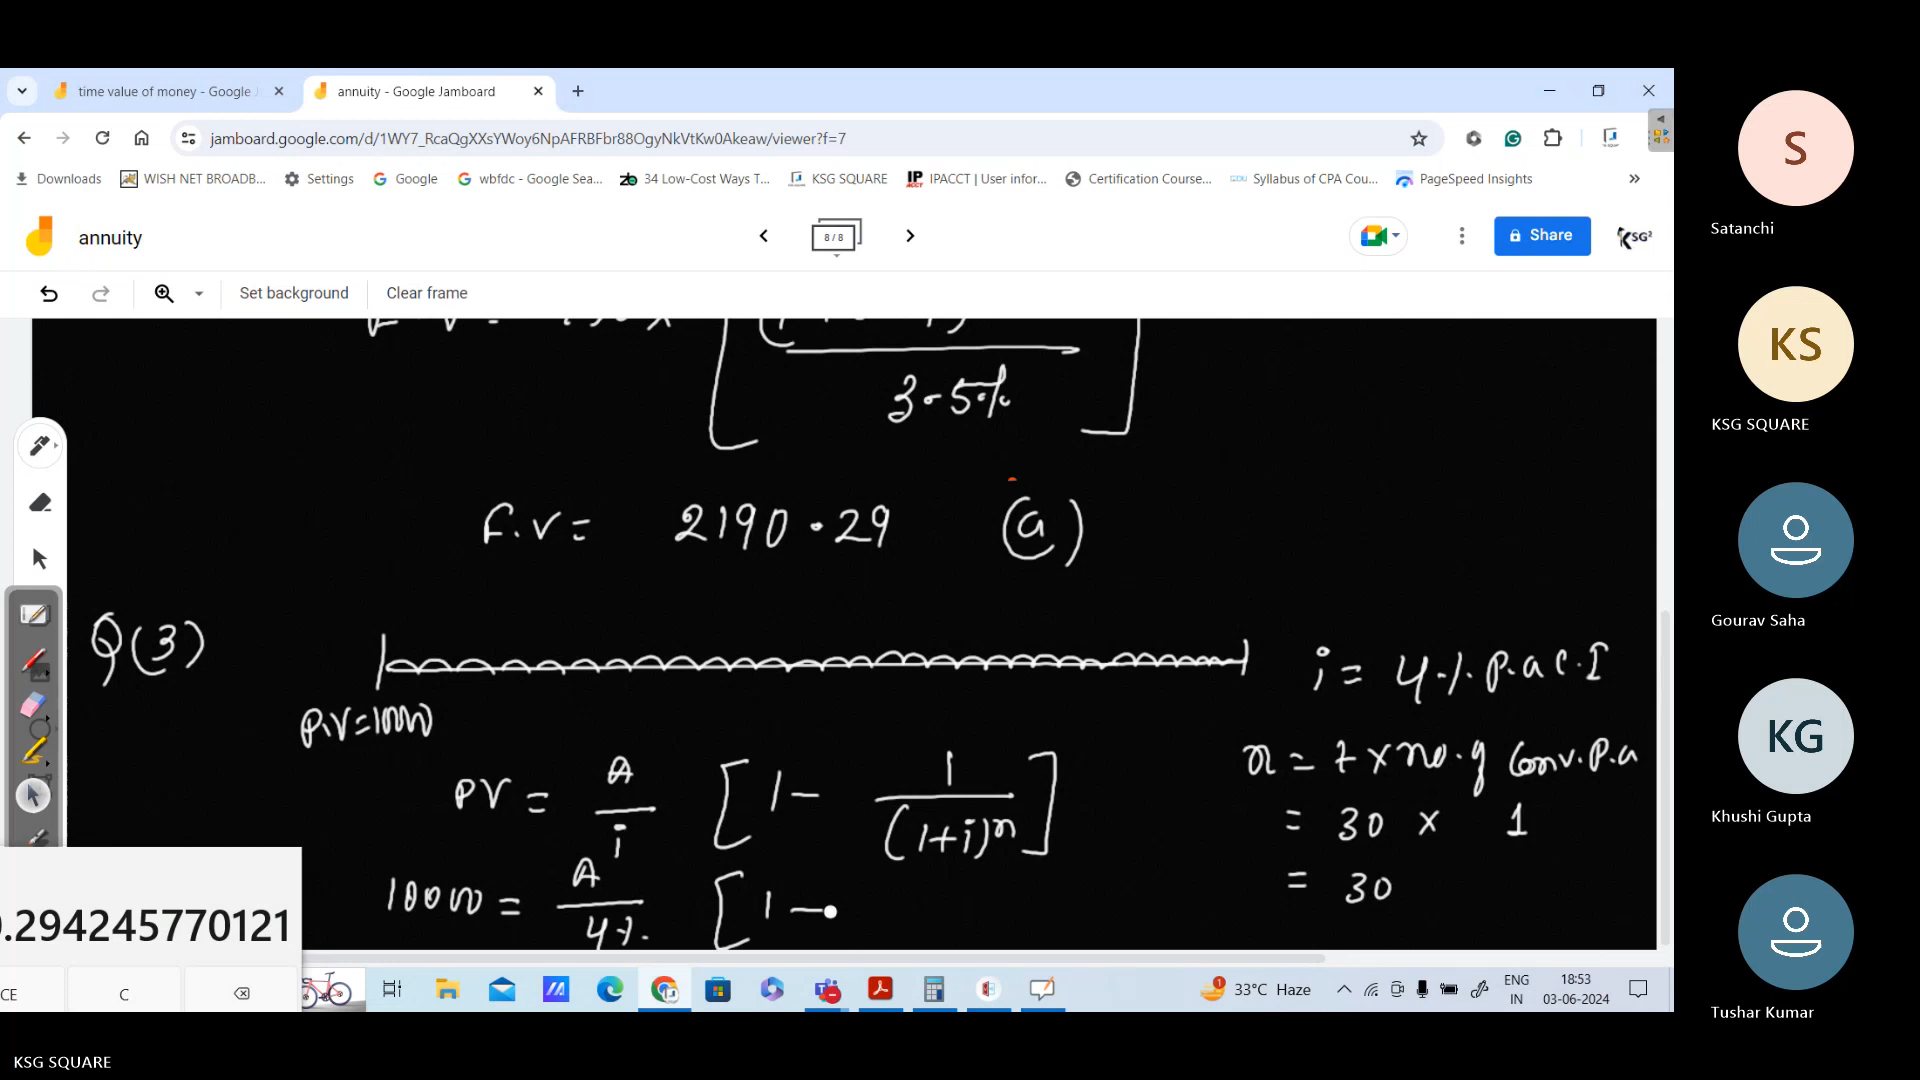 time value of money - Google J
annuity - Google Jamboard
jamboard.google.com/d/1WY7_RcaQgXXsYWoy6NpAFRBFbr88OgyNkVtKw0Akeaw/viewer?f=7
Downloads WISH NET BROADB... Settings Google wbfdc - Google Sea... 34 Low-Cost Ways T... KSG SQUARE IPACCT | User infor... Certification Course... Syllabus of CPA Cou... PageSpeed Insights »
annuity
8 / 8
Share
KSG²
Set background Clear frame
3.5%
F.V = 2190.29 (a)
Q(3)
i = 4% p.a C.I
P.V = 10000
n = t x no. of Conv. p.a
PV = A/i [1 - 1/(1+i)^n]
= 30 x 1
10000 = A/4% [1 -
= 30
.294245770121
CE C
33°C Haze
ENG IN
18:53
03-06-2024
S
Satanchi
KS
KSG SQUARE
Gourav Saha
KG
Khushi Gupta
Tushar Kumar
KSG SQUARE